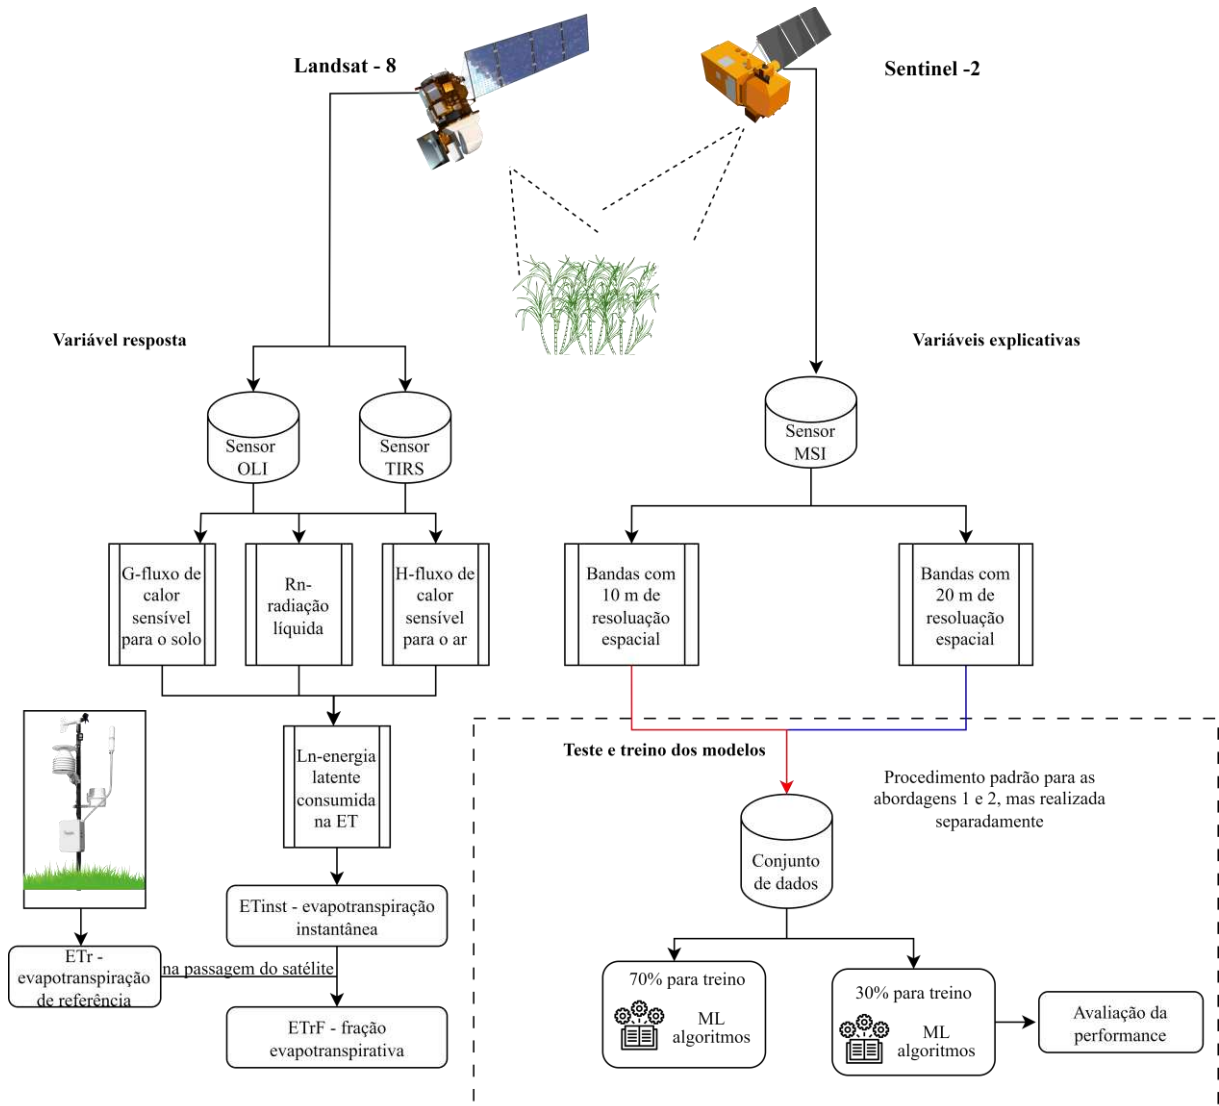 Landsat - 8
Sentinel -2
Variável resposta
Variáveis explicativas
Sensor
OLI
Sensor
TIRS
Sensor
MSI
G-fluxo de
calor
sensível
para o solo
Rn-
radiação
líquida
H-fluxo de
calor
sensível
para o ar
Bandas com
10 m de
resoluação
espacial
Bandas com
20 m de
resoluação
espacial
Ln-energia
latente
consumida
na ET
Teste e treino dos modelos
Procedimento padrão para as
abordagens 1 e 2, mas realizada
separadamente
Conjunto
de dados
ETinst - evapotranspiração
instantânea
ETr -
evapotranspiração
de referência
na passagem do satélite
ETrF - fração
evapotranspirativa
70% para treino
ML
algoritmos
30% para treino
ML
algoritmos
Avaliação da
performance